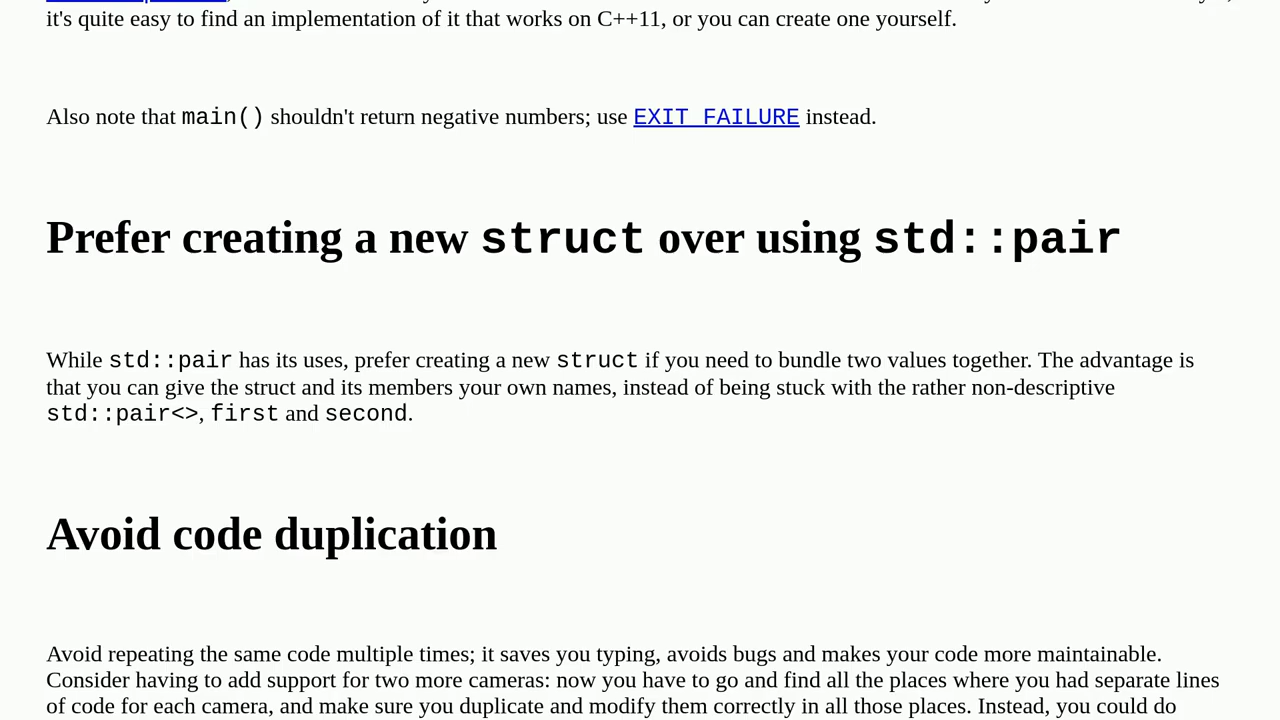 it's quite easy to find an implementation of it that works on C++11, or you can create one yourself.
Also note that main() shouldn't return negative numbers; use EXIT_FAILURE instead.
Prefer creating a new struct over using std::pair
While std::pair has its uses, prefer creating a new struct if you need to bundle two values together. The advantage is
that you can give the struct and its members your own names, instead of being stuck with the rather non-descriptive
std::pair<>, first and second.
Avoid code duplication
Avoid repeating the same code multiple times; it saves you typing, avoids bugs and makes your code more maintainable.
Consider having to add support for two more cameras: now you have to go and find all the places where you had separate lines
of code for each camera, and make sure you duplicate and modify them correctly in all those places. Instead, you could do